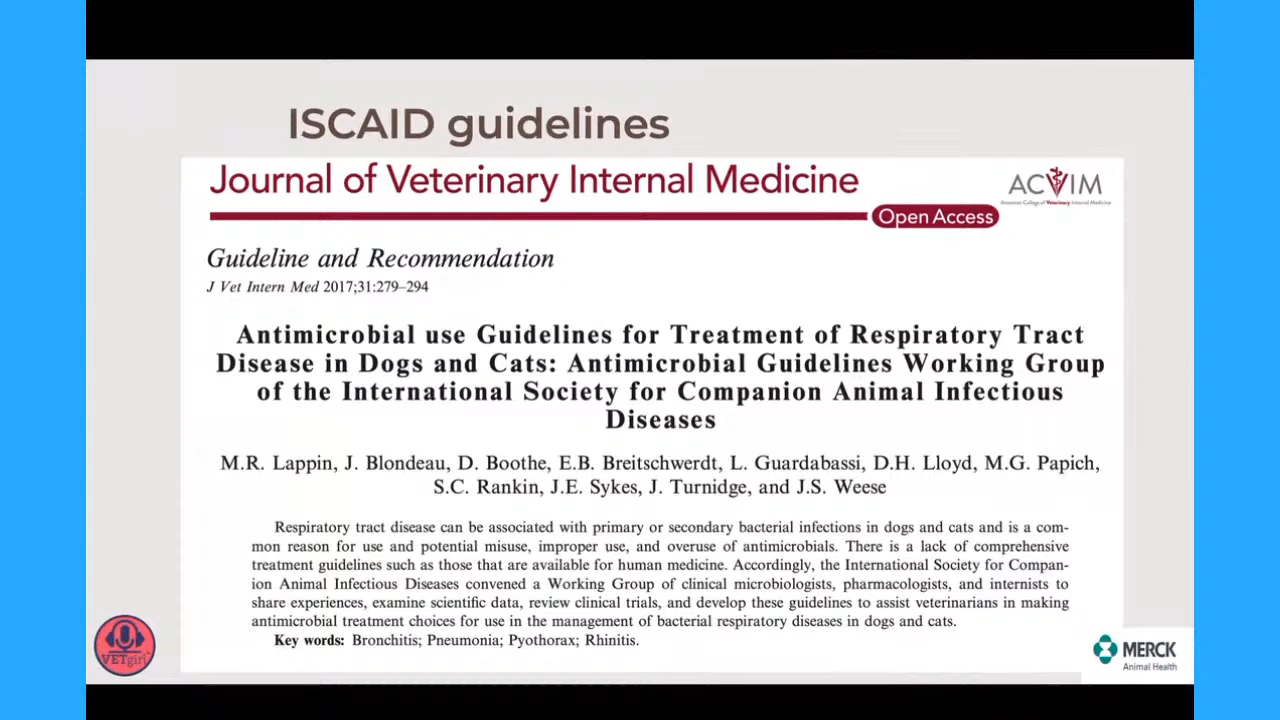 ISCAID guidelines
Journal of Veterinary Internal Medicine
ACVIM
American College of Veterinary Internal Medicine
Open Access
Guideline and Recommendation
J Vet Intern Med 2017;31:279–294
Antimicrobial use Guidelines for Treatment of Respiratory Tract
Disease in Dogs and Cats: Antimicrobial Guidelines Working Group
of the International Society for Companion Animal Infectious
Diseases
M.R. Lappin, J. Blondeau, D. Boothe, E.B. Breitschwerdt, L. Guardabassi, D.H. Lloyd, M.G. Papich,
S.C. Rankin, J.E. Sykes, J. Turnidge, and J.S. Weese
Respiratory tract disease can be associated with primary or secondary bacterial infections in dogs and cats and is a com-
mon reason for use and potential misuse, improper use, and overuse of antimicrobials. There is a lack of comprehensive
treatment guidelines such as those that are available for human medicine. Accordingly, the International Society for Compan-
ion Animal Infectious Diseases convened a Working Group of clinical microbiologists, pharmacologists, and internists to
share experiences, examine scientific data, review clinical trials, and develop these guidelines to assist veterinarians in making
antimicrobial treatment choices for use in the management of bacterial respiratory diseases in dogs and cats.
Key words: Bronchitis; Pneumonia; Pyothorax; Rhinitis.
VETgirl
MERCK
Animal Health